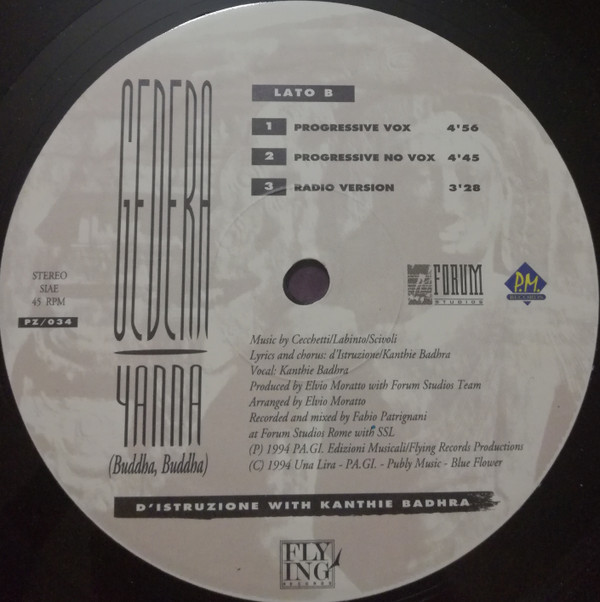 LATO B
1 PROGRESSIVE VOX 4'56
2 PROGRESSIVE NO VOX 4'45
3 RADIO VERSION 3'28
GEDERA
YANNA
(Buddha, Buddha)
STEREO
SIAE
45 RPM
PZ/034
FORUM
STUDIOS
P.M.
RECORDS
Music by Cecchetti/Labinto/Scivoli
Lyrics and chorus: d'Istruzione/Kanthie Badhra
Vocal: Kanthie Badhra
Produced by Elvio Moratto with Forum Studios Team
Arranged by Elvio Moratto
Recorded and mixed by Fabio Patrignani
at Forum Studios Rome with SSL
(P) 1994 PA.GI. Edizioni Musicali/Flying Records Productions
(C) 1994 Una Lira - PA.GI. - Publy Music - Blue Flower
D'ISTRUZIONE WITH KANTHIE BADHRA
FLY
ING
RECORDS